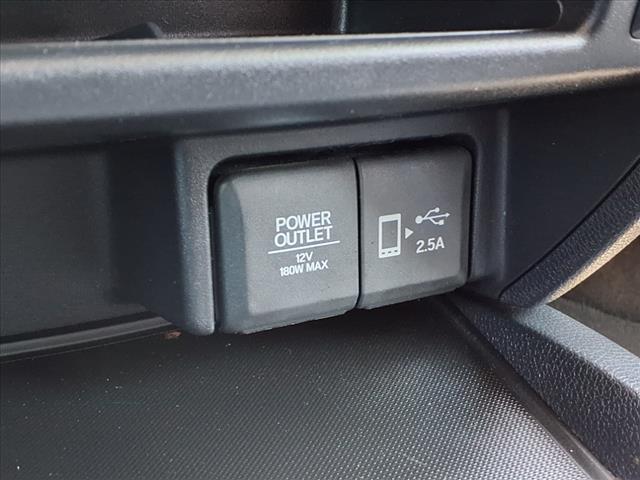 POWER
OUTLET
12V
180W MAX
2.5A